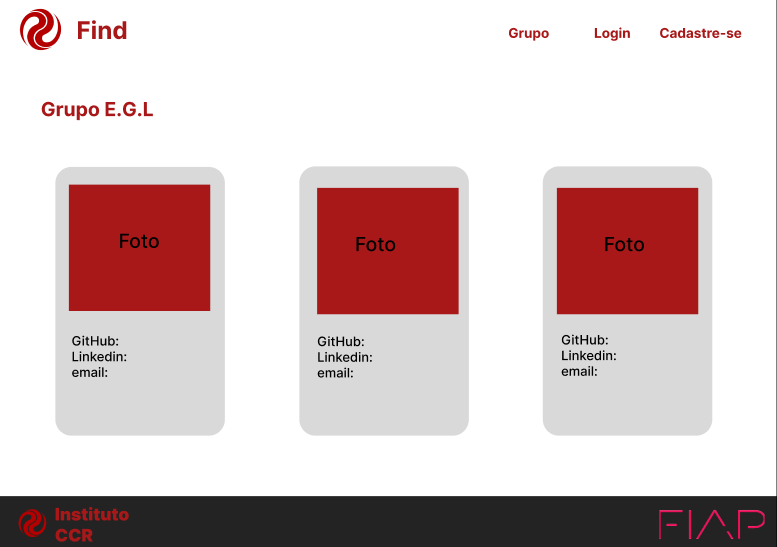 Find
Grupo Login Cadastre-se
Grupo E.G.L
Foto
GitHub:
Linkedin:
email:
Foto
GitHub:
Linkedin:
email:
Foto
GitHub:
Linkedin:
email:
Instituto
CCR
FIAP